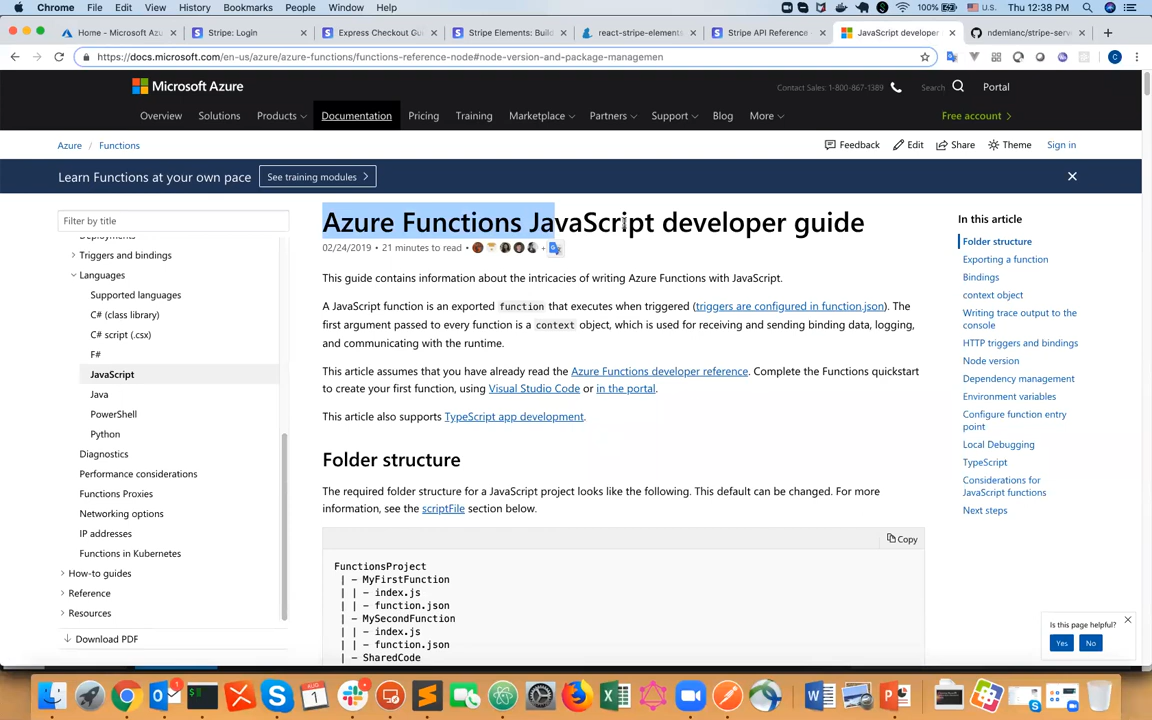 Chrome File Edit View History Bookmarks People Window Help 100% U.S. Thu 12:38 PM
Home - Microsoft Az
Stripe: Login
Express Checkout Gu
Stripe Elements: Buil
react-stripe-elements
Stripe API Reference
JavaScript developer
ndemianc/stripe-serv
https://docs.microsoft.com/en-us/azure/azure-functions/functions-reference-node#node-version-and-packagemanagemen
Microsoft Azure
Contact Sales: 1-800-867-1389
Search
Portal
Overview Solutions Products Documentation Pricing Training Marketplace Partners Support Blog More Free account
Azure / Functions
Feedback Edit Share Theme Sign in
Learn Functions at your own pace See training modules
Filter by title
Deployments
Triggers and bindings
Languages
Supported languages
C# (class library)
C# script (.csx)
F#
JavaScript
Java
PowerShell
Python
Diagnostics
Performance considerations
Functions Proxies
Networking options
IP addresses
Functions in Kubernetes
How-to guides
Reference
Resources
Download PDF
Azure Functions JavaScript developer guide
02/24/2019 • 21 minutes to read • +
This guide contains information about the intricacies of writing Azure Functions with JavaScript.
A JavaScript function is an exported function that executes when triggered (triggers are configured in function.json). The
first argument passed to every function is a context object, which is used for receiving and sending binding data, logging,
and communicating with the runtime.
This article assumes that you have already read the Azure Functions developer reference. Complete the Functions quickstart
to create your first function, using Visual Studio Code or in the portal.
This article also supports TypeScript app development.
Folder structure
The required folder structure for a JavaScript project looks like the following. This default can be changed. For more
information, see the scriptFile section below.
Copy
FunctionsProject
| - MyFirstFunction
| | - index.js
| | - function.json
| - MySecondFunction
| | - index.js
| | - function.json
| - SharedCode
In this article
Folder structure
Exporting a function
Bindings
context object
Writing trace output to the
console
HTTP triggers and bindings
Node version
Dependency management
Environment variables
Configure function entry
point
Local Debugging
TypeScript
Considerations for
JavaScript functions
Next steps
Is this page helpful?
Yes No